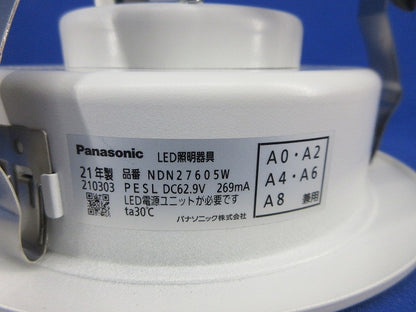 Panasonic LED照明器具
21年製 品番 NDN27605W
210303 PESL DC62.9V 269mA
LED電源ユニットが必要です
ta30℃
パナソニック株式会社
A0・A2
A4・A6
A8 兼用